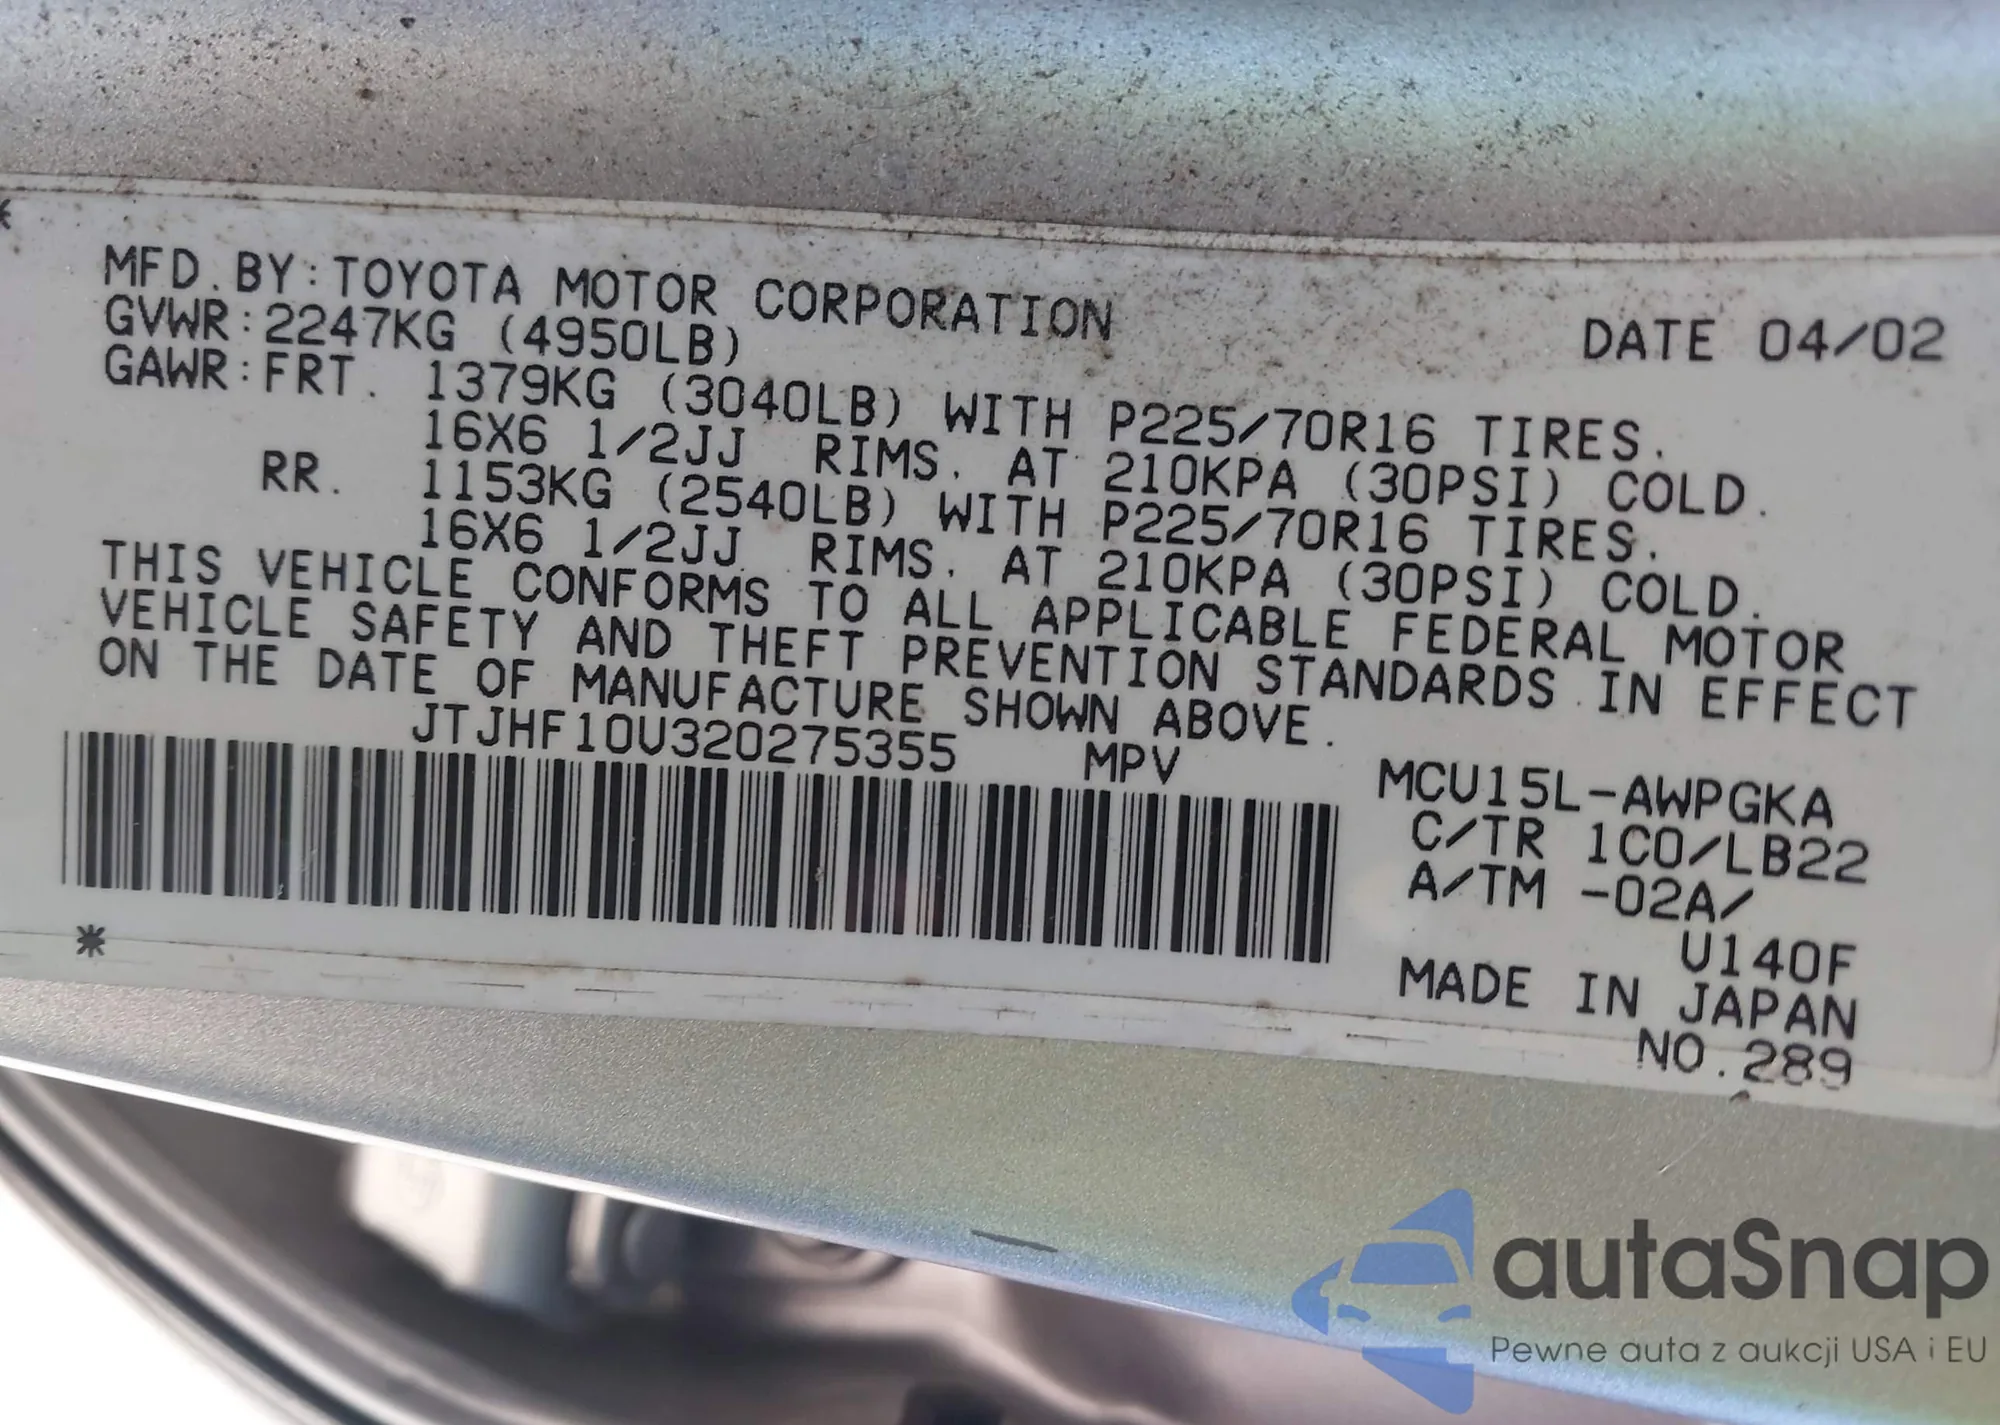 *
MFD.BY:TOYOTA MOTOR CORPORATION DATE 04/02
GVWR:2247KG (4950LB)
GAWR:FRT. 1379KG (3040LB) WITH P225/70R16 TIRES.
16X6 1/2JJ RIMS. AT 210KPA (30PSI) COLD.
RR. 1153KG (2540LB) WITH P225/70R16 TIRES.
16X6 1/2JJ RIMS. AT 210KPA (30PSI) COLD.
THIS VEHICLE CONFORMS TO ALL APPLICABLE FEDERAL MOTOR
VEHICLE SAFETY AND THEFT PREVENTION STANDARDS IN EFFECT
ON THE DATE OF MANUFACTURE SHOWN ABOVE.
JTJHF10U320275355 MPV
MCU15L-AWPGKA
C/TR 1C0/LB22
A/TM -02A/
U140F
MADE IN JAPAN
NO.289
*
autaSnap
Pewne auta z aukcji USA i EU